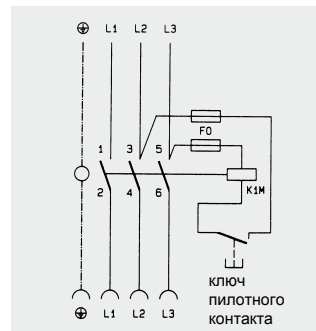 L1 L2 L3
F0
1 3 5
K1M
2 4 6
ключ
пилотного
контакта
L1 L2 L3